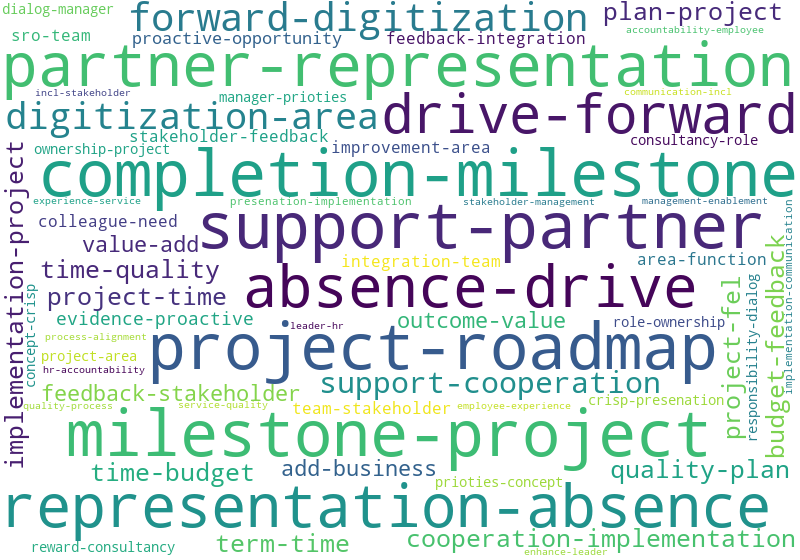 dialog-manager
forward-digitization
plan-project
sro-team
proactive-opportunity
feedback-integration
accountability-employee
partner-representation
incl-stakeholder
manager-prioties
communication-incl
digitization-area
drive-forward
stakeholder-feedback
ownership-project
improvement-area
consultancy-role
completion-milestone
experience-service
presenation-implementation
stakeholder-management
management-enablement
colleague-need
support-partner
value-add
time-quality
integration-team
area-function
project-time
absence-drive
implementation-project
concept-crisp
evidence-proactive
leader-hr
outcome-value
role-ownership
project-fel
responsibility-dialog
budget-feedback
implementation-communication
process-alignment
project-area
hr-accountability
project-roadmap
feedback-stakeholder
support-cooperation
quality-process
service-quality
team-stakeholder
employee-experience
crisp-presenation
milestone-project
time-budget
add-business
quality-plan
prioties-concept
representation-absence
reward-consultancy
term-time
cooperation-implementation
enhance-leader